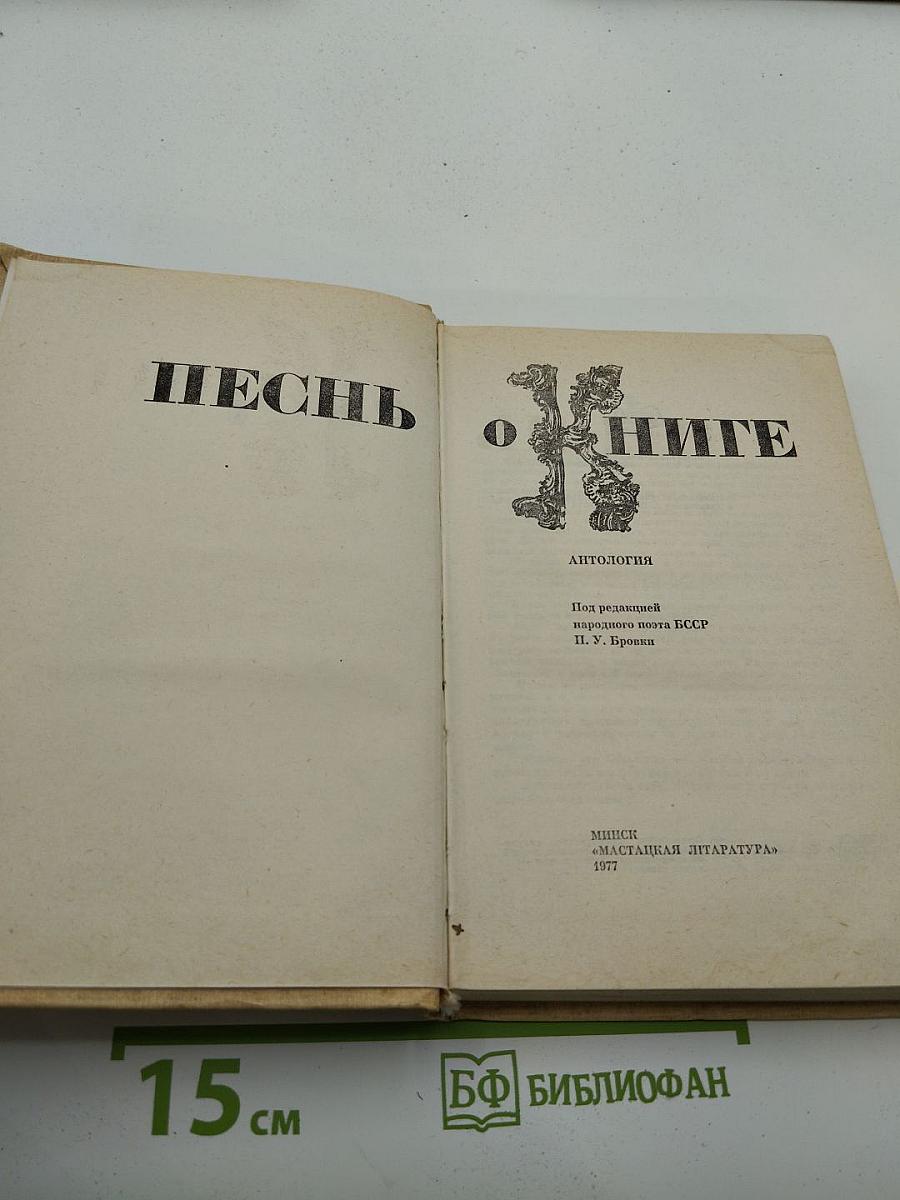 ПЕСНЬ
о КНИГЕ
АНТОЛОГИЯ
Под редакцией
народного поэта БССР
П. У. Бровки
МИНСК
«МАСТАЦКАЯ ЛІТАРАТУРА»
1977
15 см
БФ БИБЛИОФАН